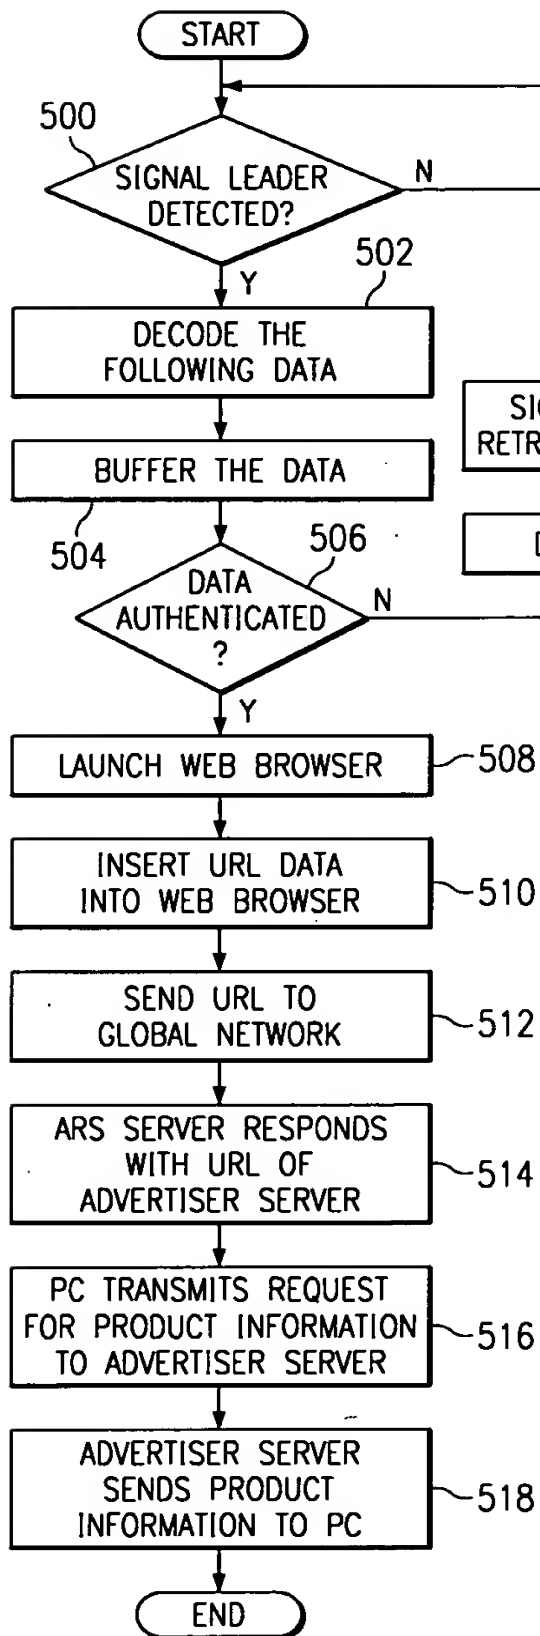 START
500
SIGNAL LEADER
DETECTED?
N
Y
502
DECODE THE
FOLLOWING DATA
BUFFER THE DATA
504
506
DATA
AUTHENTICATED
?
N
Y
LAUNCH WEB BROWSER
508
INSERT URL DATA
INTO WEB BROWSER
510
SEND URL TO
GLOBAL NETWORK
512
ARS SERVER RESPONDS
WITH URL OF
ADVERTISER SERVER
514
PC TRANSMITS REQUEST
FOR PRODUCT INFORMATION
TO ADVERTISER SERVER
516
ADVERTISER SERVER
SENDS PRODUCT
INFORMATION TO PC
518
END